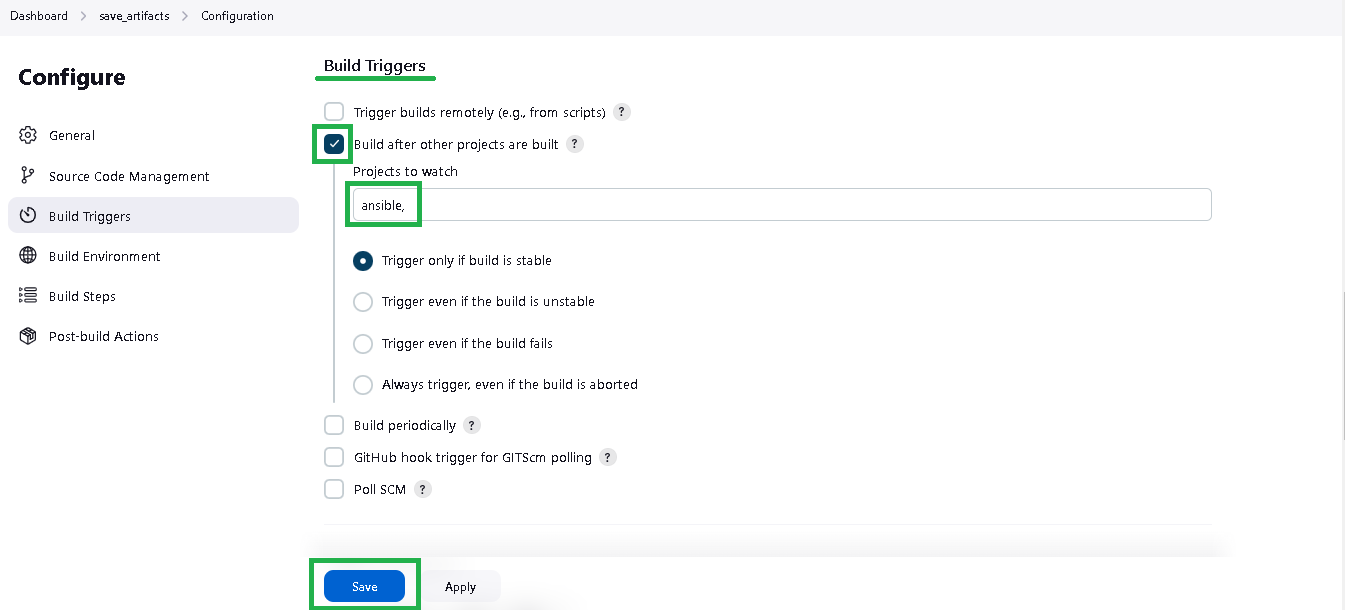 Dashboard > save_artifacts > Configuration
Configure
General
Source Code Management
Build Triggers
Build Environment
Build Steps
Post-build Actions
Build Triggers
Trigger builds remotely (e.g., from scripts) ?
Build after other projects are built ?
Projects to watch
ansible,
Trigger only if build is stable
Trigger even if the build is unstable
Trigger even if the build fails
Always trigger, even if the build is aborted
Build periodically ?
GitHub hook trigger for GITScm polling ?
Poll SCM ?
Save Apply